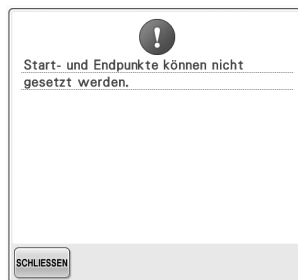 Start- und Endpunkte können nicht
gesetzt werden.
SCHLIESSEN